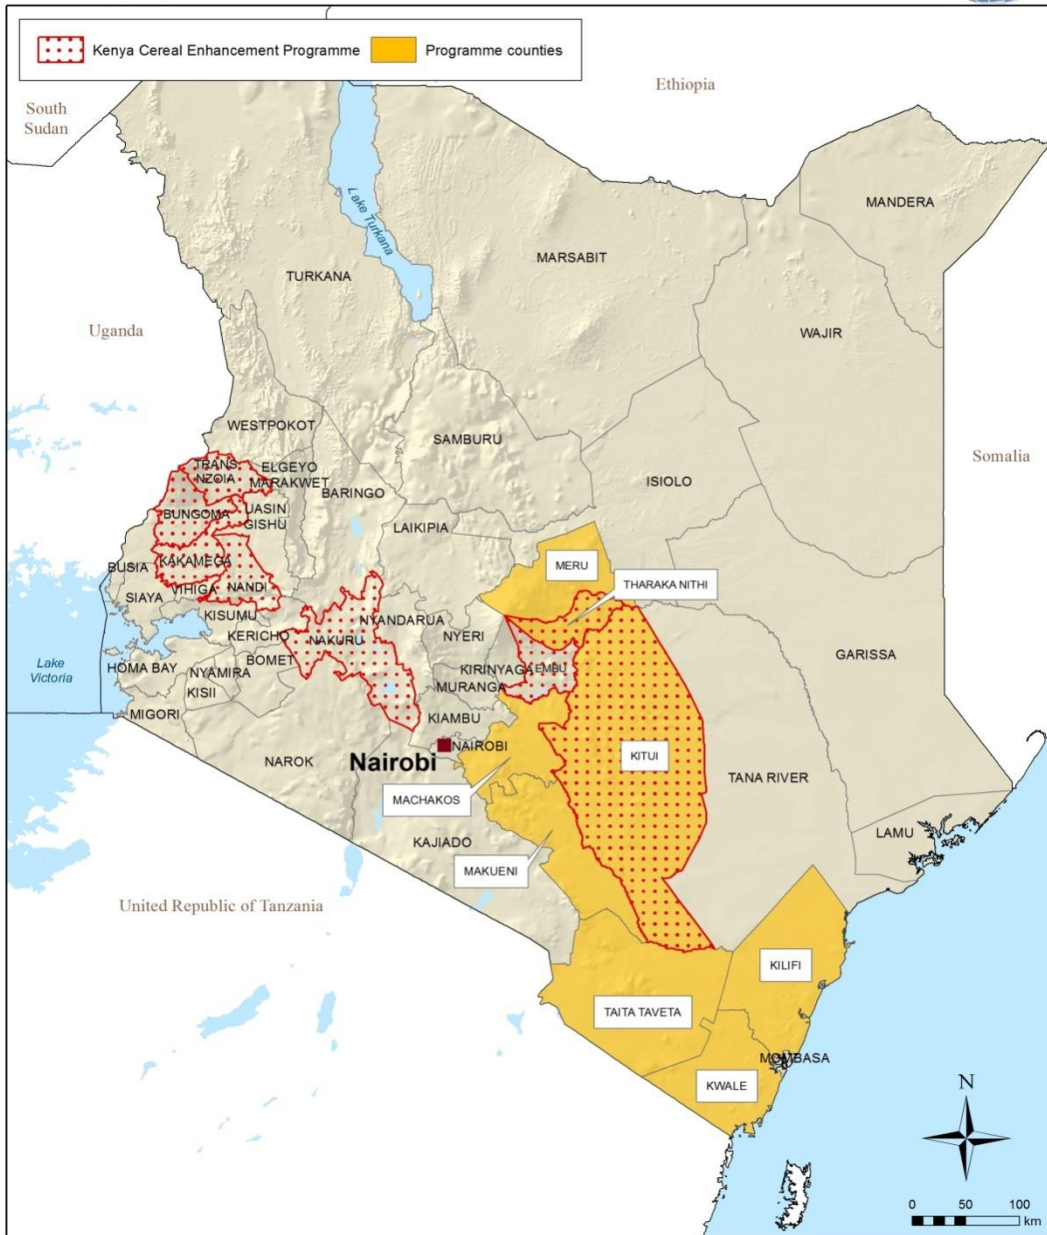 Kenya Cereal Enhancement Programme
Programme counties
Ethiopia
South
Sudan
Lake Turkana
MANDERA
MARSABIT
TURKANA
Uganda
WAJIR
WESTPOKOT
SAMBURU
Somalia
TRANS
NZOIA
ELGEYO
MARAKWET
BARINGO
ISIOLO
BUNGOMA
UASIN
GISHU
LAIKIPIA
KAKAMEGA
BUSIA
MERU
THARAKA NITHI
VIHIGA
NANDI
SIAYA
KISUMU
NYANDARUA
NYERI
KERICHO
NAKURU
GARISSA
Lake
Victoria
HOMA BAY
NYAMIRA
BOMET
KIRINYAGA
EMBU
KISII
MURANGA
MIGORI
KIAMBU
NAIROBI
Nairobi
NAROK
KITUI
TANA RIVER
MACHAKOS
LAMU
KAJIADO
MAKUENI
United Republic of Tanzania
KILIFI
TAITA TAVETA
MOMBASA
KWALE
N
0 50 100
km